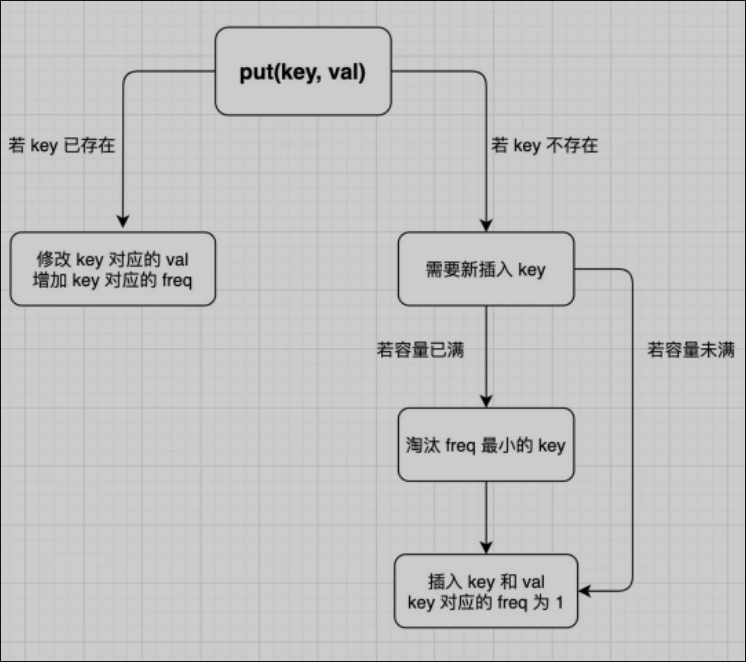 put(key, val)
若 key 已存在
若 key 不存在
修改 key 对应的 val
增加 key 对应的 freq
需要新插入 key
若容量已满
若容量未满
淘汰 freq 最小的 key
插入 key 和 val
key 对应的 freq 为 1